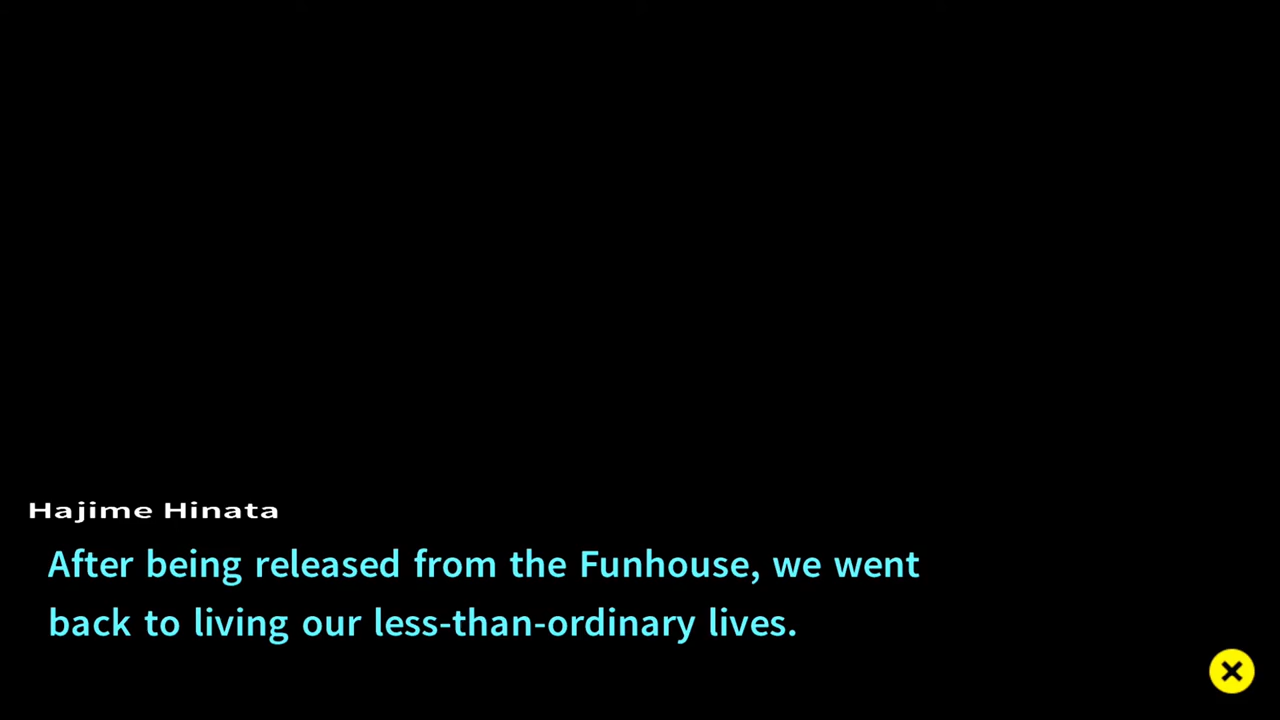 Hajime Hinata
After being released from the Funhouse, we went
back to living our less-than-ordinary lives.